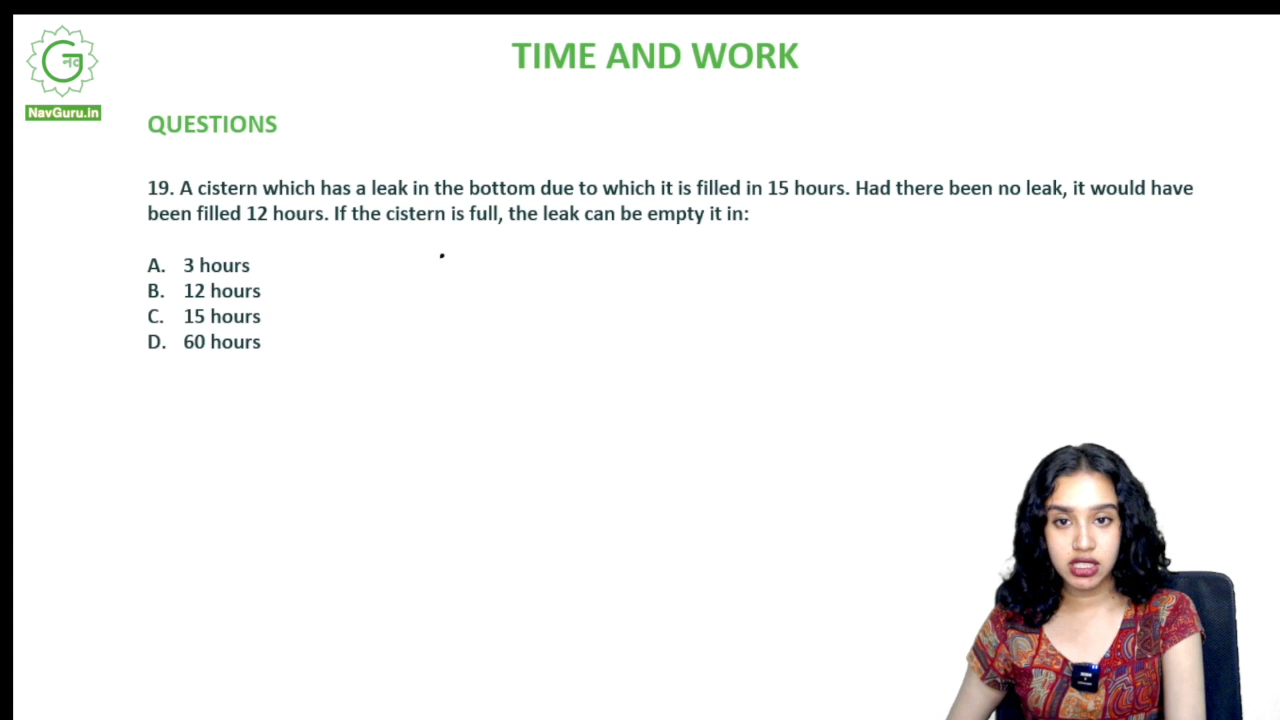 नव
NavGuru.in
TIME AND WORK
QUESTIONS
19. A cistern which has a leak in the bottom due to which it is filled in 15 hours. Had there been no leak, it would have
been filled 12 hours. If the cistern is full, the leak can be empty it in:
A. 3 hours
B. 12 hours
C. 15 hours
D. 60 hours